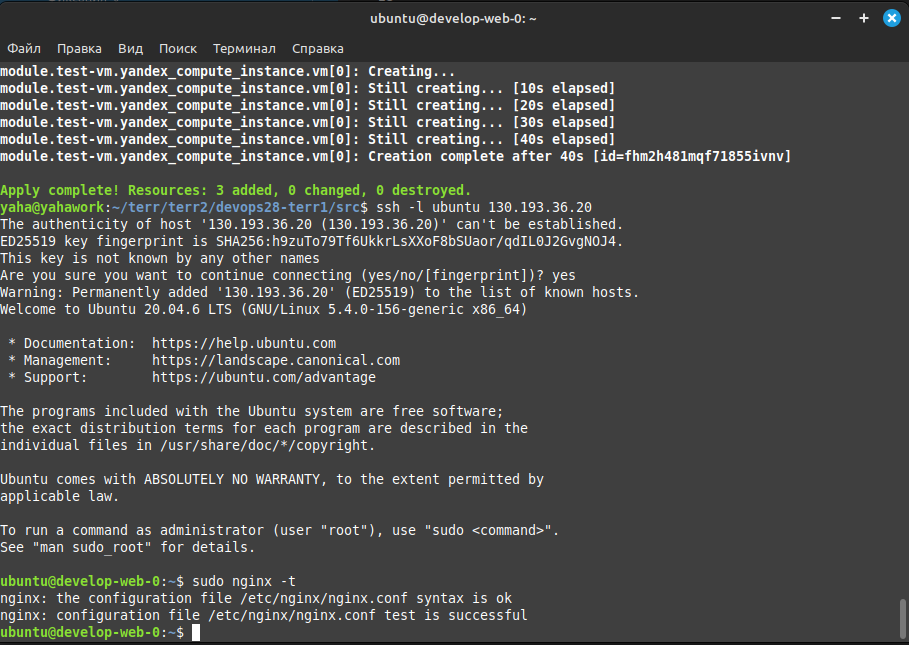 ubuntu@develop-web-0: ~
Файл Правка Вид Поиск Терминал Справка
module.test-vm.yandex_compute_instance.vm[0]: Creating...
module.test-vm.yandex_compute_instance.vm[0]: Still creating... [10s elapsed]
module.test-vm.yandex_compute_instance.vm[0]: Still creating... [20s elapsed]
module.test-vm.yandex_compute_instance.vm[0]: Still creating... [30s elapsed]
module.test-vm.yandex_compute_instance.vm[0]: Still creating... [40s elapsed]
module.test-vm.yandex_compute_instance.vm[0]: Creation complete after 40s [id=fhm2h481mqf71855ivnv]
Apply complete! Resources: 3 added, 0 changed, 0 destroyed.
yaha@yahawork:~/terr/terr2/devops28-terr1/src$ ssh -l ubuntu 130.193.36.20
The authenticity of host '130.193.36.20 (130.193.36.20)' can't be established.
ED25519 key fingerprint is SHA256:h9zuTo79Tf6UkkrLsXXoF8bSUaor/qdIL0J2GvgNOJ4.
This key is not known by any other names
Are you sure you want to continue connecting (yes/no/[fingerprint])? yes
Warning: Permanently added '130.193.36.20' (ED25519) to the list of known hosts.
Welcome to Ubuntu 20.04.6 LTS (GNU/Linux 5.4.0-156-generic x86_64)
* Documentation: https://help.ubuntu.com
* Management: https://landscape.canonical.com
* Support: https://ubuntu.com/advantage
The programs included with the Ubuntu system are free software;
the exact distribution terms for each program are described in the
individual files in /usr/share/doc/*/copyright.
Ubuntu comes with ABSOLUTELY NO WARRANTY, to the extent permitted by
applicable law.
To run a command as administrator (user "root"), use "sudo <command>".
See "man sudo_root" for details.
ubuntu@develop-web-0:~$ sudo nginx -t
nginx: the configuration file /etc/nginx/nginx.conf syntax is ok
nginx: configuration file /etc/nginx/nginx.conf test is successful
ubuntu@develop-web-0:~$